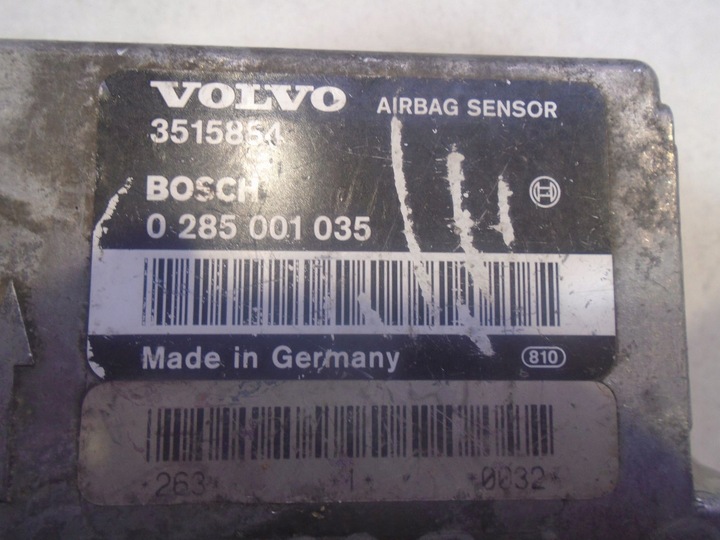 VOLVO AIRBAG SENSOR
3515854
BOSCH
0 285 001 035
Made in Germany 810
263 1 0032